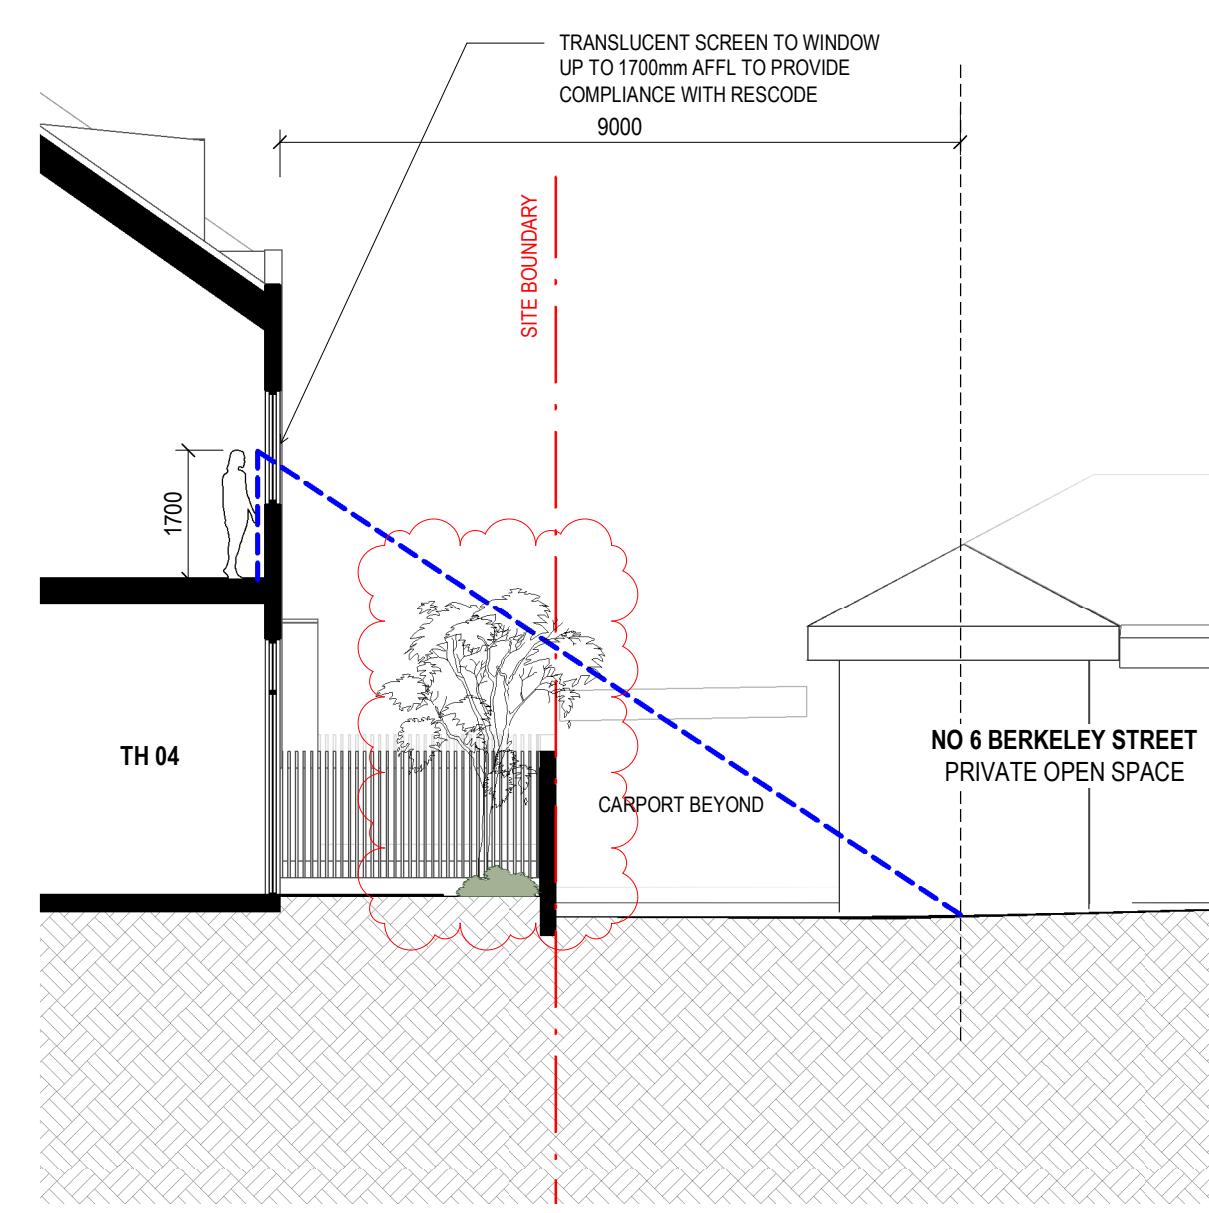 TRANSLUCENT SCREEN TO WINDOW
UP TO 1700mm AFFL TO PROVIDE
COMPLIANCE WITH RESCODE
9000
SITE BOUNDARY
1700
TH 04
NO 6 BERKELEY STREET
PRIVATE OPEN SPACE
CARPORT BEYOND